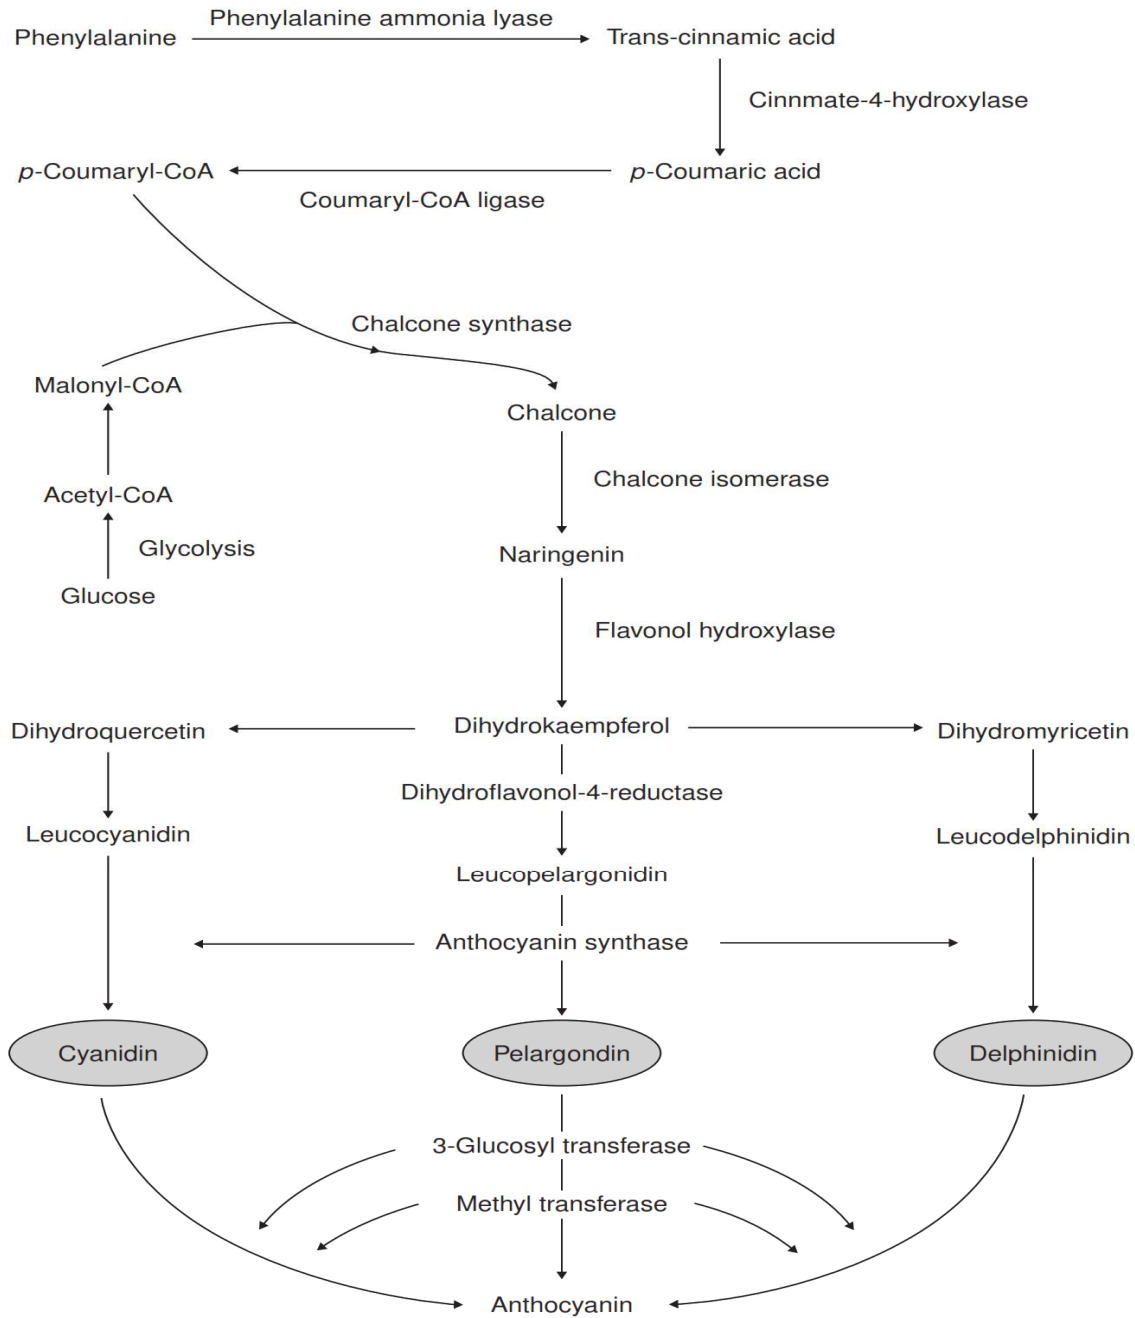 Phenylalanine ammonia lyase
Phenylalanine
Trans-cinnamic acid
Cinnmate-4-hydroxylase
p-Coumaryl-CoA
p-Coumaric acid
Coumaryl-CoA ligase
Chalcone synthase
Malonyl-CoA
Chalcone
Chalcone isomerase
Acetyl-CoA
Glycolysis
Naringenin
Glucose
Flavonol hydroxylase
Dihydroquercetin
Dihydrokaempferol
Dihydromyricetin
Dihydroflavonol-4-reductase
Leucocyanidin
Leucodelphinidin
Leucopelargonidin
Anthocyanin synthase
Cyanidin
Pelargondin
Delphinidin
3-Glucosyl transferase
Methyl transferase
Anthocyanin